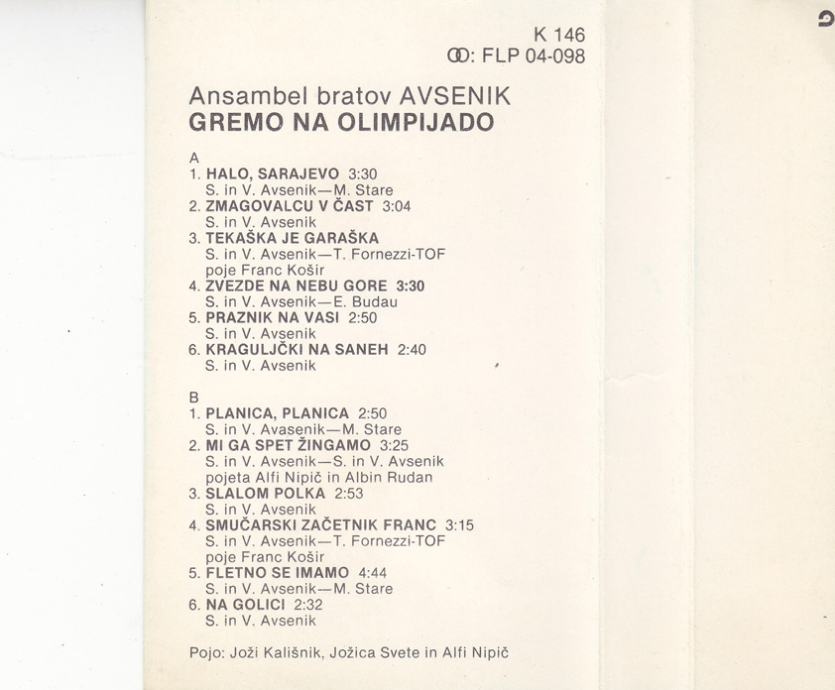 K 146
OO: FLP 04-098
Ansambel bratov AVSENIK
GREMO NA OLIMPIJADO
A
1. HALO, SARAJEVO 3:30
S. in V. Avsenik—M. Stare
2. ZMAGOVALCU V ČAST 3:04
S. in V. Avsenik
3. TEKAŠKA JE GARAŠKA
S. in V. Avsenik—T. Fornezzi-TOF
poje Franc Košir
4. ZVEZDE NA NEBU GORE 3:30
S. in V. Avsenik—E. Budau
5. PRAZNIK NA VASI 2:50
S. in V. Avsenik
6. KRAGULJČKI NA SANEH 2:40
S. in V. Avsenik
B
1. PLANICA, PLANICA 2:50
S. in V. Avasenik—M. Stare
2. MI GA SPET ŽINGAMO 3:25
S. in V. Avsenik—S. in V. Avsenik
pojeta Alfi Nipič in Albin Rudan
3. SLALOM POLKA 2:53
S. in V. Avsenik
4. SMUČARSKI ZAČETNIK FRANC 3:15
S. in V. Avsenik—T. Fornezzi-TOF
poje Franc Košir
5. FLETNO SE IMAMO 4:44
S. in V. Avsenik—M. Stare
6. NA GOLICI 2:32
S. in V. Avsenik
Pojo: Joži Kališnik, Jožica Svete in Alfi Nipič